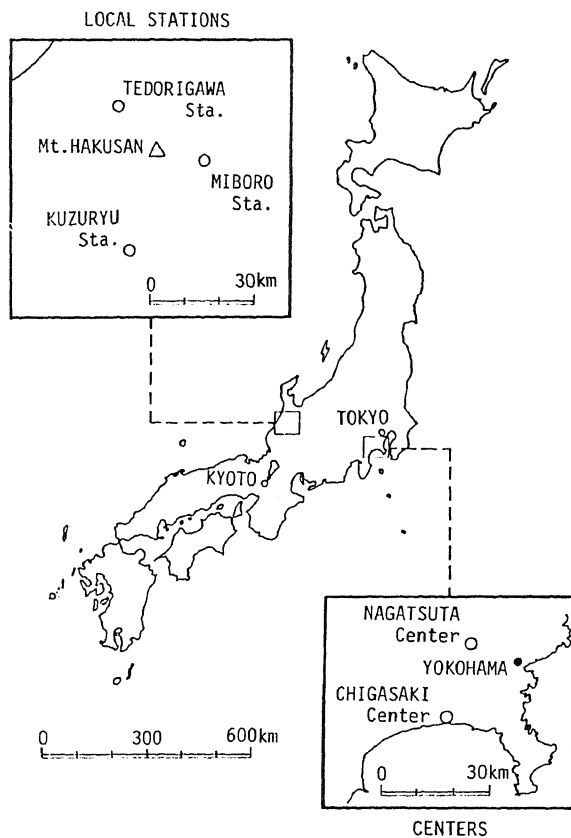 LOCAL STATIONS
TEDORIGAWA
Sta.
Mt.HAKUSAN
MIBORO
Sta.
KUZURYU
Sta.
0 30km
TOKYO
KYOTO
NAGATSUTA
Center
YOKOHAMA
CHIGASAKI
Center
0 30km
0 300 600km
CENTERS